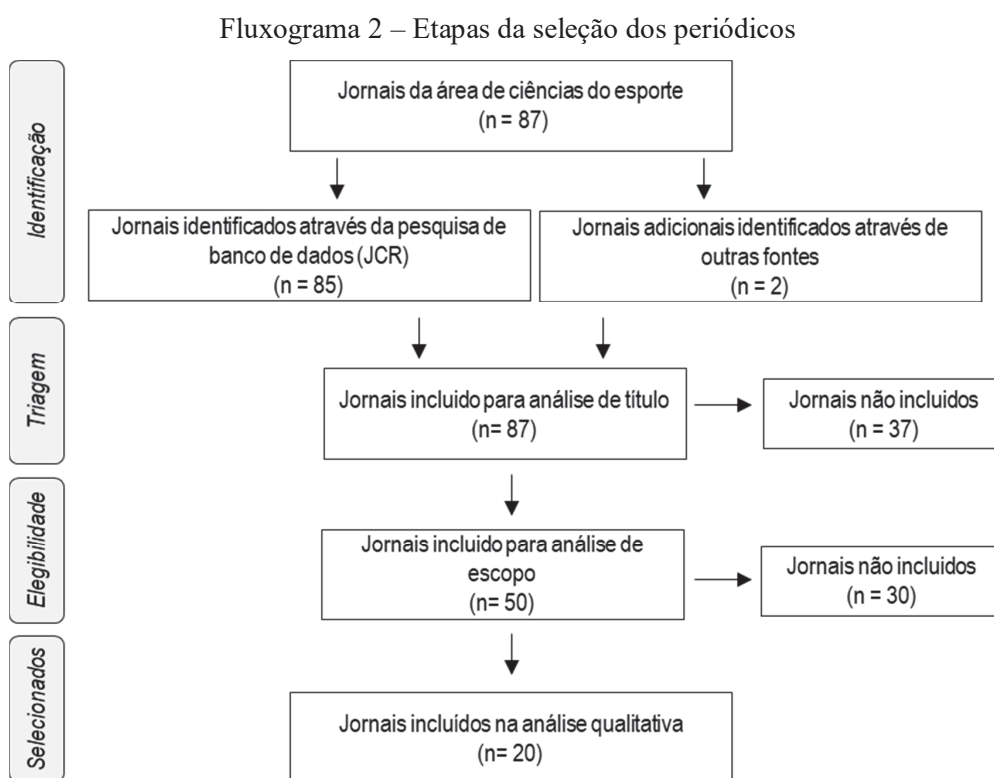 Fluxograma 2 – Etapas da seleção dos periódicos
Identificação
Jornais da área de ciências do esporte
(n = 87)
Jornais identificados através da pesquisa de
banco de dados (JCR)
(n = 85)
Jornais adicionais identificados através de
outras fontes
(n = 2)
Triagem
Jornais incluido para análise de título
(n= 87)
Jornais não incluidos
(n = 37)
Elegibilidade
Jornais incluido para análise de
escopo
(n= 50)
Jornais não incluidos
(n = 30)
Selecionados
Jornais incluídos na análise qualitativa
(n= 20)